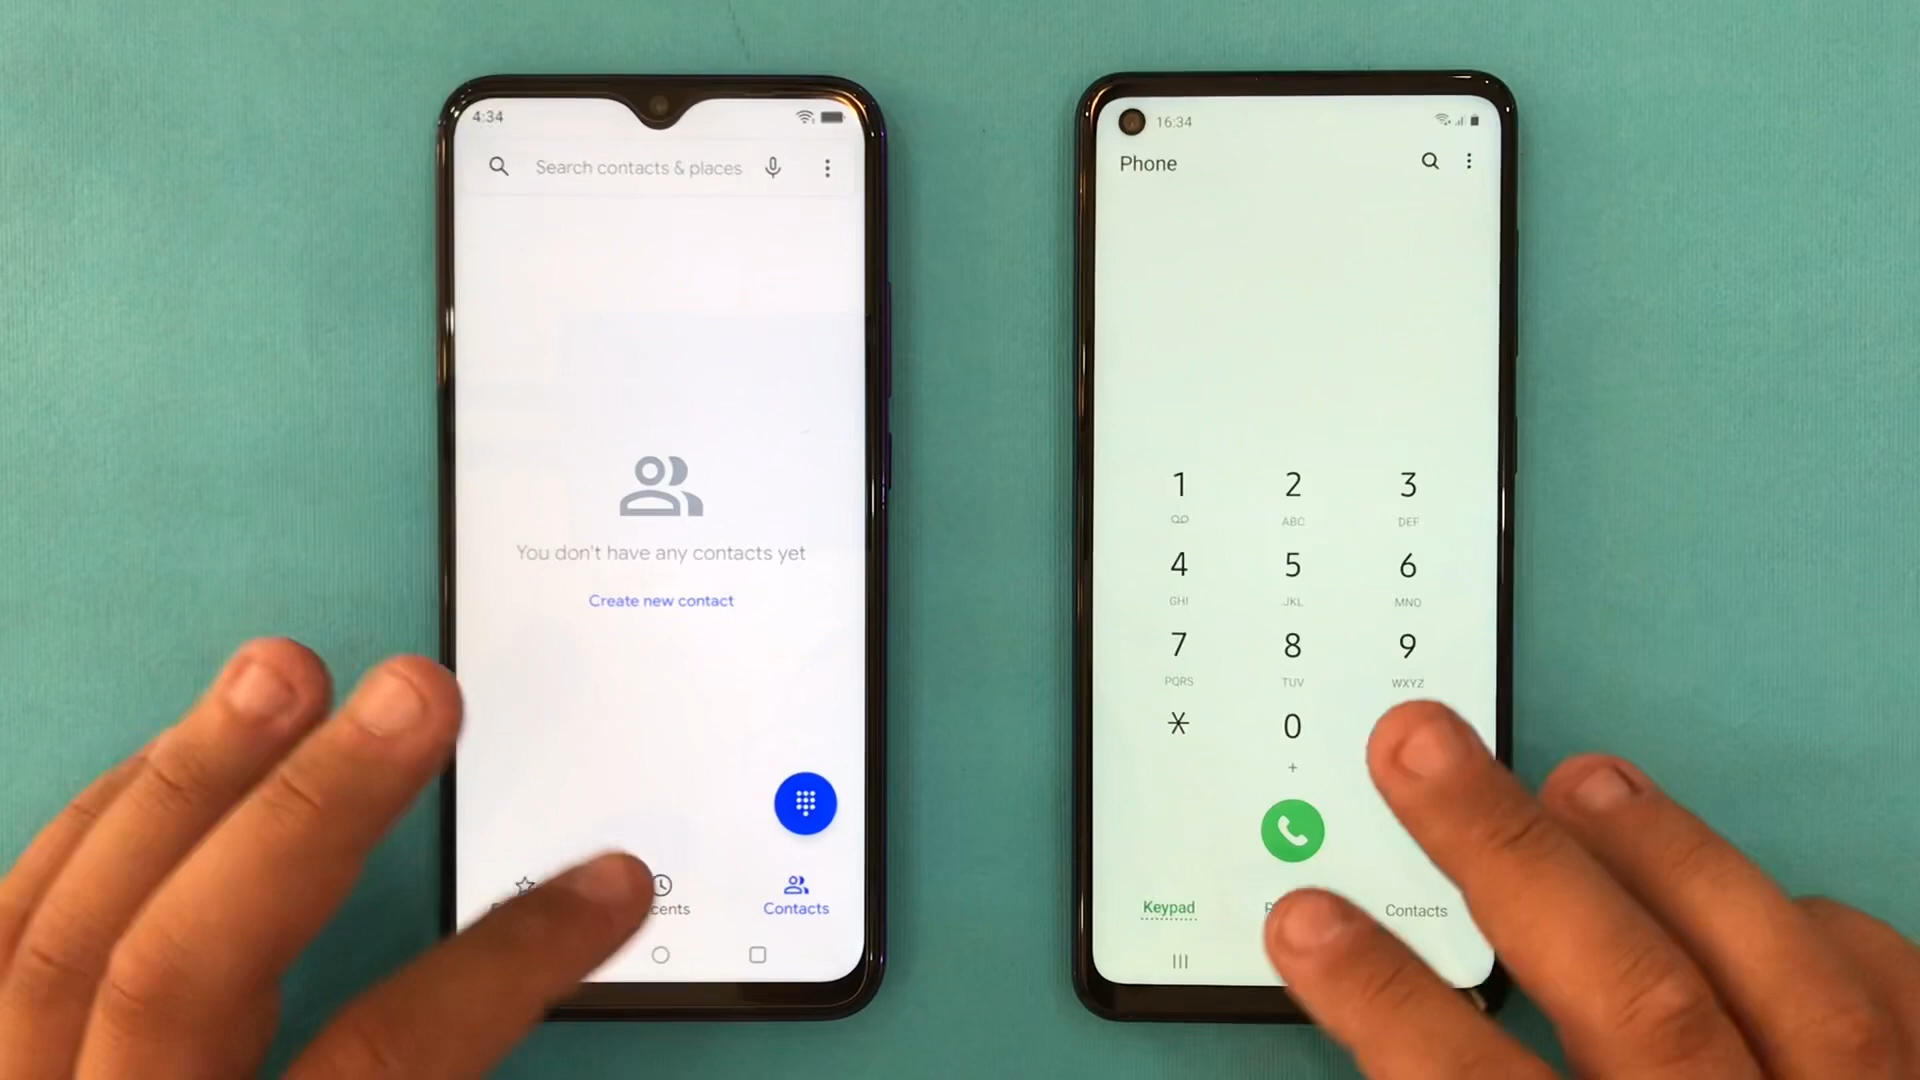 4:34
Search contacts & places
You don't have any contacts yet
Create new contact
Contacts
16:34
Phone
1 2 3
ABC DEF
4 5 6
GHI JKL MNO
7 8 9
PQRS TUV WXYZ
* 0
+
Keypad
Contacts